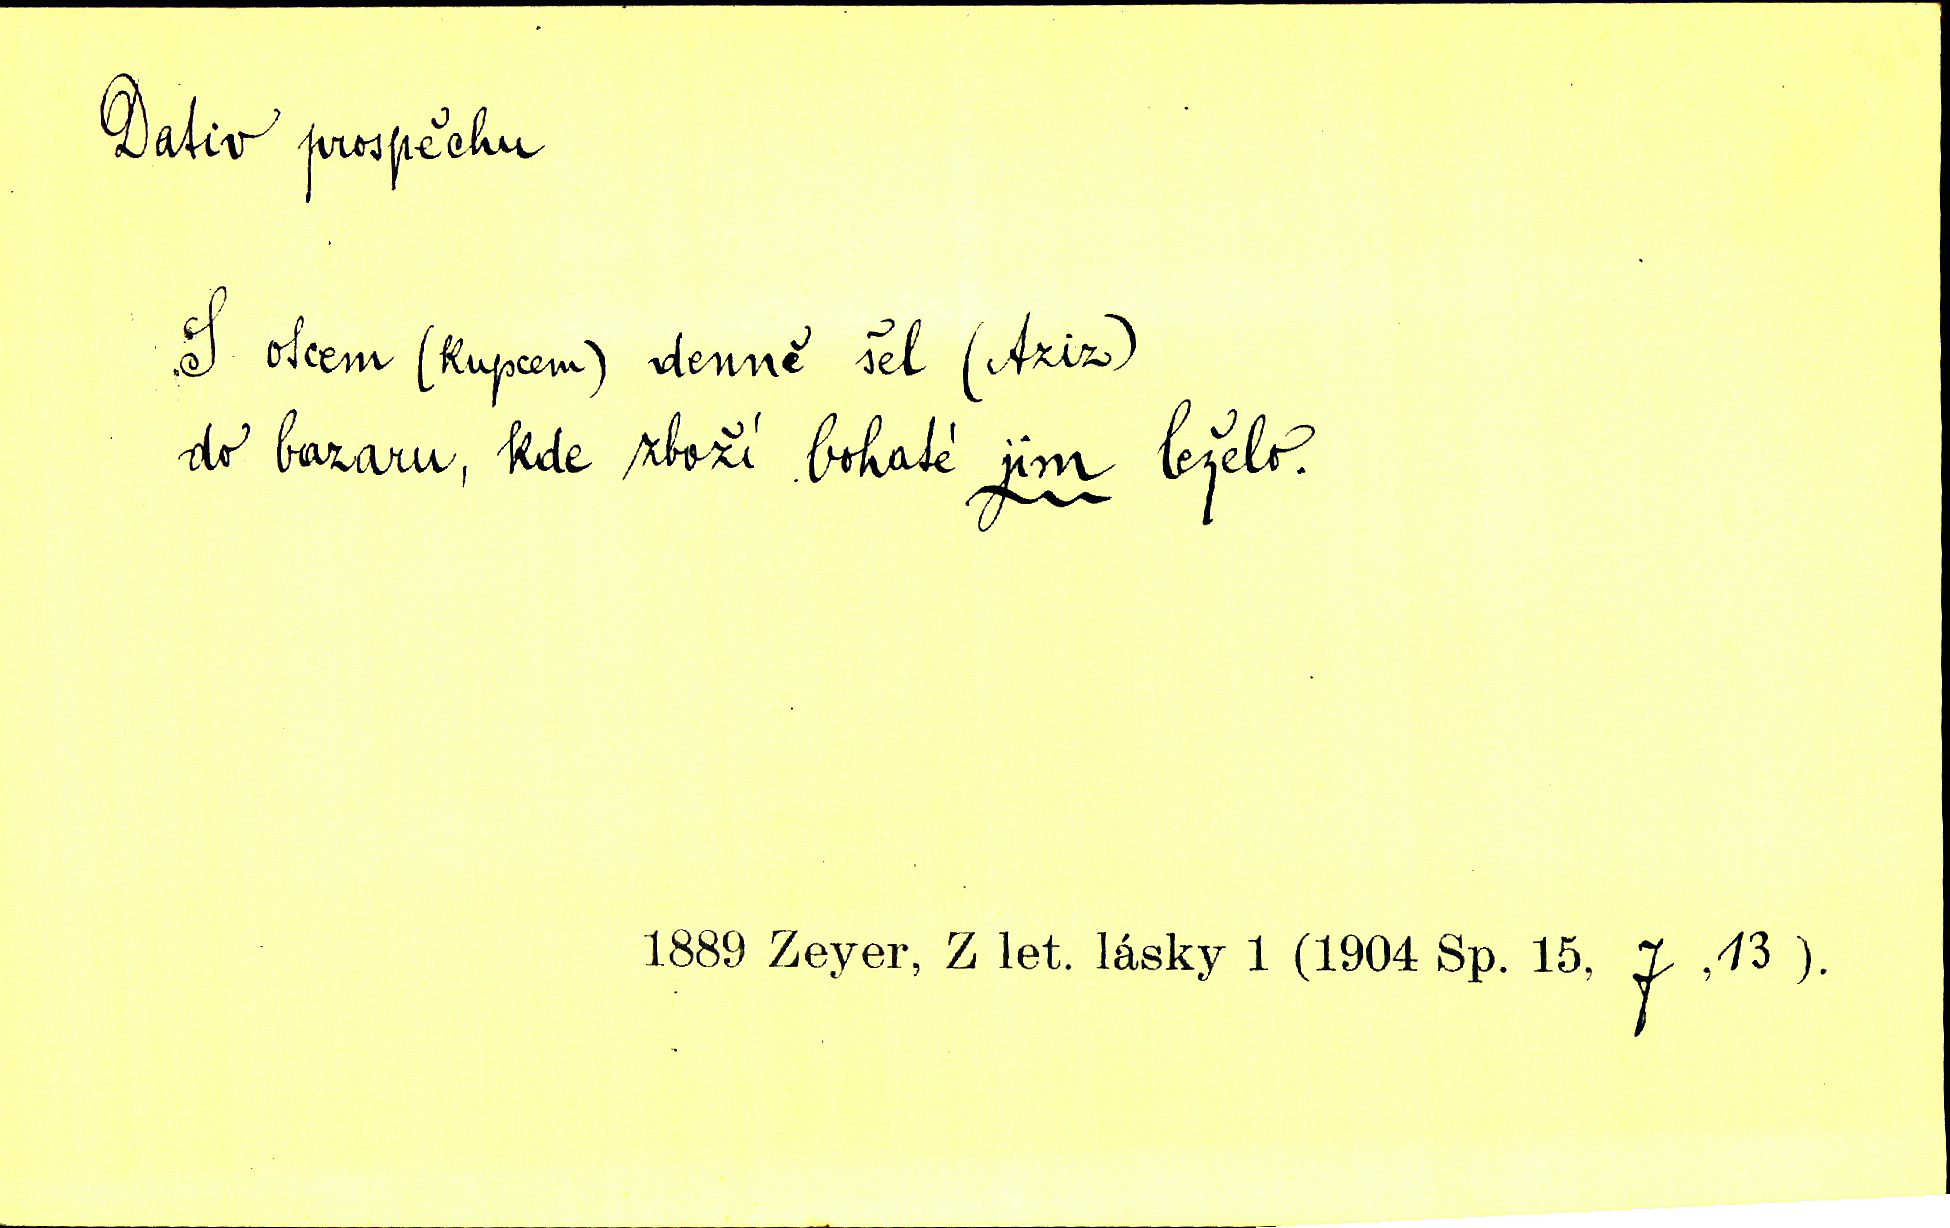 Dativ prospěchu
S otcem (kupcem) denně šel (Aziz)
do bazaru, kde zboží bohaté jim leželo.
1889 Zeyer, Z let. lásky 1 (1904 Sp. 15, 7 ,13 ).